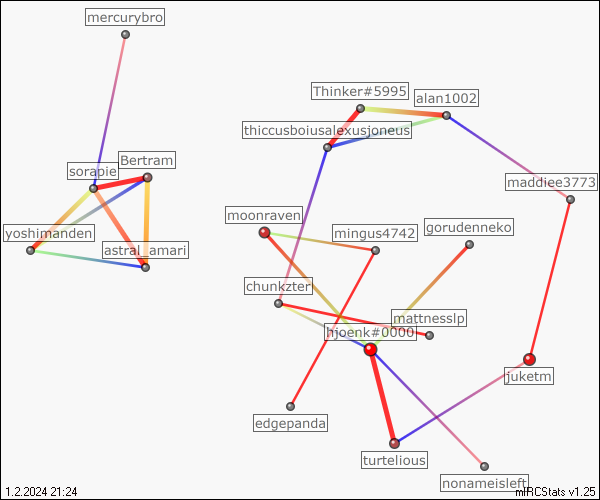 mercurybro
Thinker#5995
alan1002
thiccusboiusalexusjoneus
Bertram
sorapie
maddiee3773
moonraven
gorudenneko
yoshimanden
mingus4742
astral_amari
chunkzter
mattnesslp
hjoenk#0000
juketm
edgepanda
turtelious
nonameisleft
1.2.2024 21:24
mIRCStats v1.25